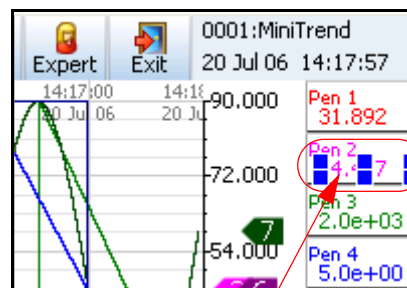 0001:MiniTrend
Expert Exit 20 Jul 06 14:17:57
14:17:00
20 Jul 06 20
90.000
72.000
54.000
7
Pen 1
31.892
Pen 2
Pen 3
2.0e+03
Pen 4
5.0e+00